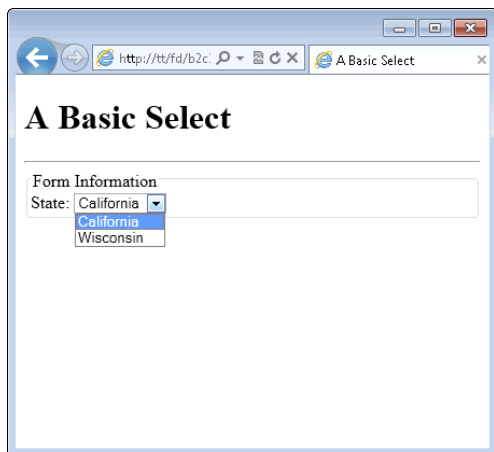 http://tt/fd/b2c.
A Basic Select
A Basic Select
Form Information
State: California
California
Wisconsin